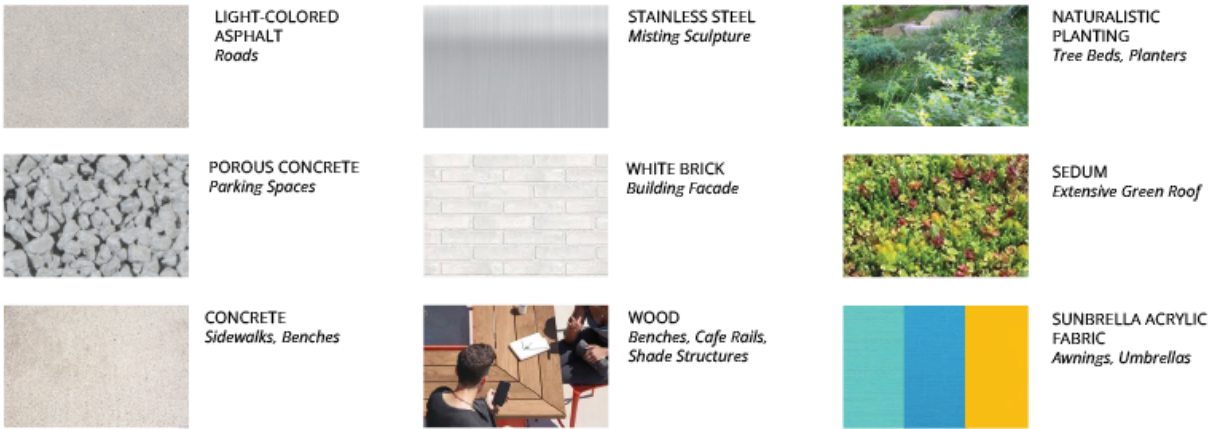 LIGHT-COLORED
ASPHALT
Roads
STAINLESS STEEL
Misting Sculpture
NATURALISTIC
PLANTING
Tree Beds, Planters
POROUS CONCRETE
Parking Spaces
WHITE BRICK
Building Facade
SEDUM
Extensive Green Roof
CONCRETE
Sidewalks, Benches
WOOD
Benches, Cafe Rails,
Shade Structures
SUNBRELLA ACRYLIC
FABRIC
Awnings, Umbrellas